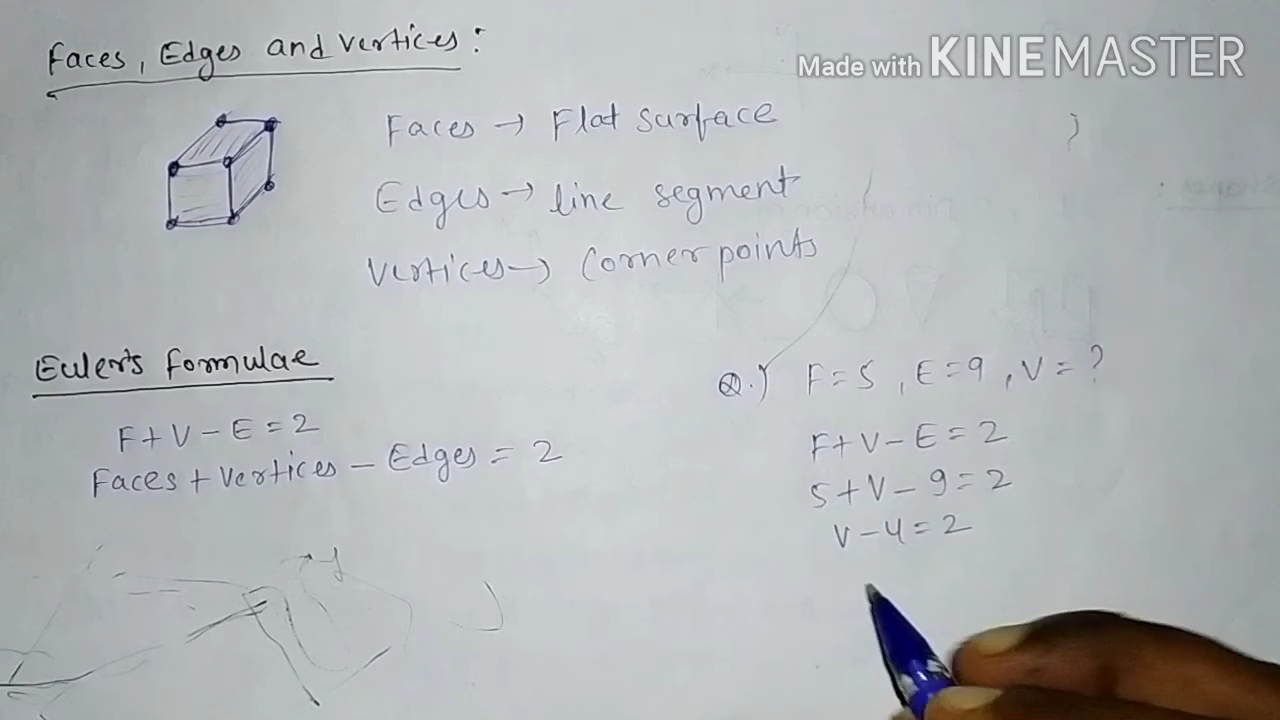 Faces, Edges and Vertices:
Made with KINEMASTER
Faces → Flat surface
Edges → line segment
Vertices → Corner points
Euler's formulae
F+V-E=2
Faces + Vertices - Edges = 2
Q.) F=5, E=9, V=?
F+V-E=2
5+V-9=2
V-4=2